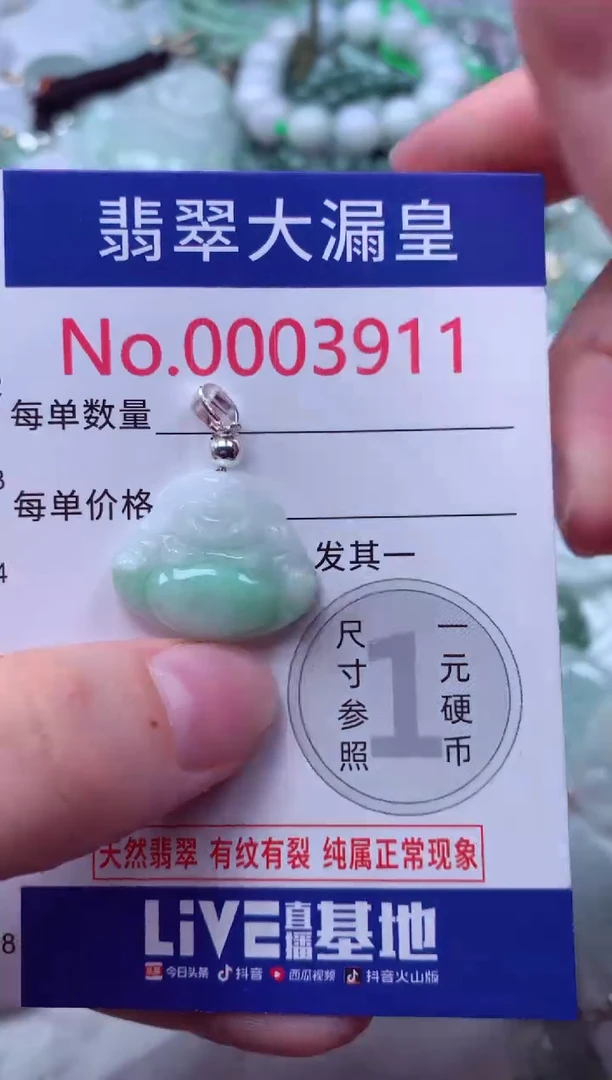 翡翠大漏皇
No.0003911
每单数量
每单价格
发其一
尺寸参照
1
一元硬币
天然翡翠 有纹有裂 纯属正常现象
LiVE直播基地
今日头条 抖音 西瓜视频 抖音火山版
3
4
8